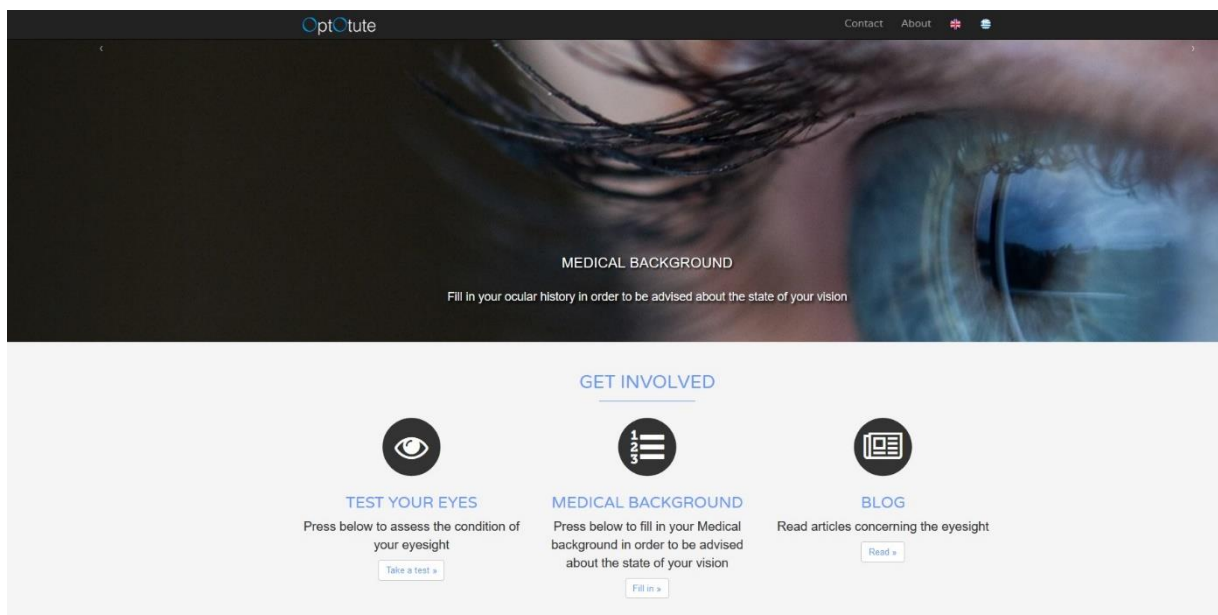 OptOtute
Contact About
‹ ›
MEDICAL BACKGROUND
Fill in your ocular history in order to be advised about the state of your vision
GET INVOLVED
1
2
3
TEST YOUR EYES
Press below to assess the condition of
your eyesight
Take a test »
MEDICAL BACKGROUND
Press below to fill in your Medical
background in order to be advised
about the state of your vision
Fill in »
BLOG
Read articles concerning the eyesight
Read »